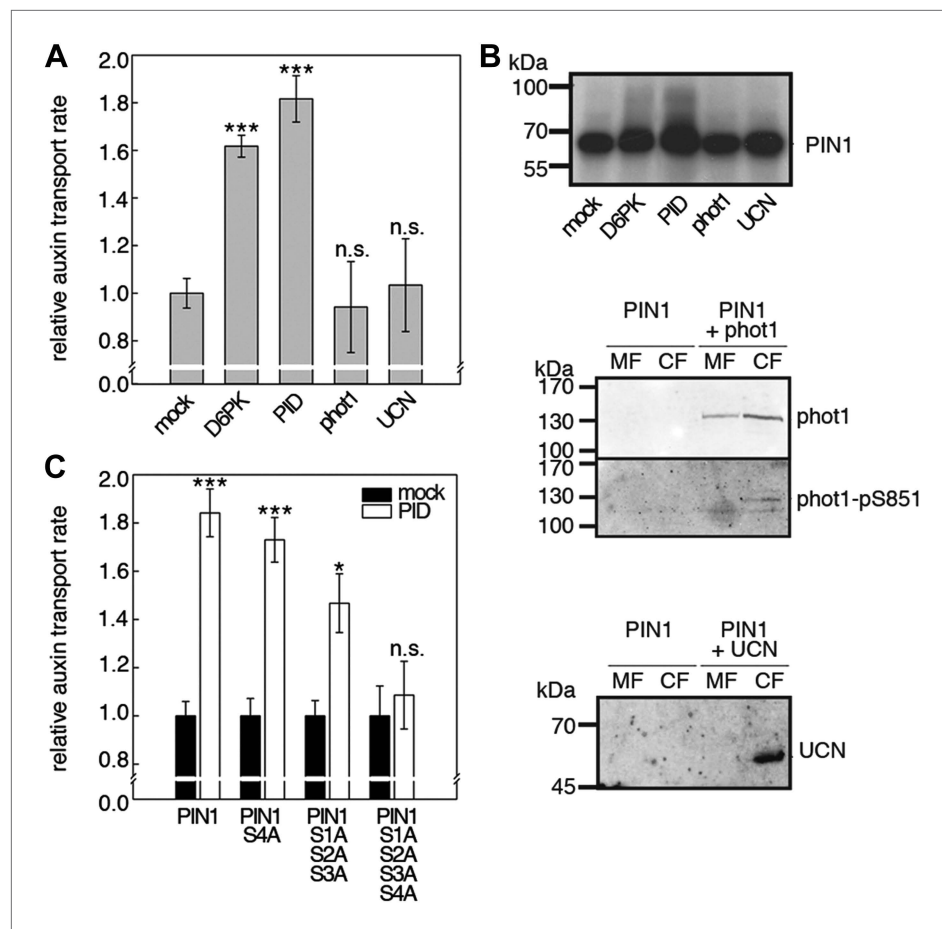 A
relative auxin transport rate
2.0
1.8
1.6
1.4
1.2
1.0
0.8
0.0
***
***
n.s.
n.s.
mock
D6PK
PID
phot1
UCN
B
kDa
100
70
55
PIN1
mock
D6PK
PID
phot1
UCN
PIN1
PIN1
+ phot1
MF CF MF CF
kDa
170
130
100
phot1
170
130
100
phot1-pS851
PIN1
PIN1
+ UCN
MF CF MF CF
kDa
70
45
UCN
C
relative auxin transport rate
2.0
1.8
1.6
1.4
1.2
1.0
0.8
0.0
mock
PID
***
***
*
n.s.
PIN1
PIN1
S4A
PIN1
S1A
S2A
S3A
PIN1
S1A
S2A
S3A
S4A